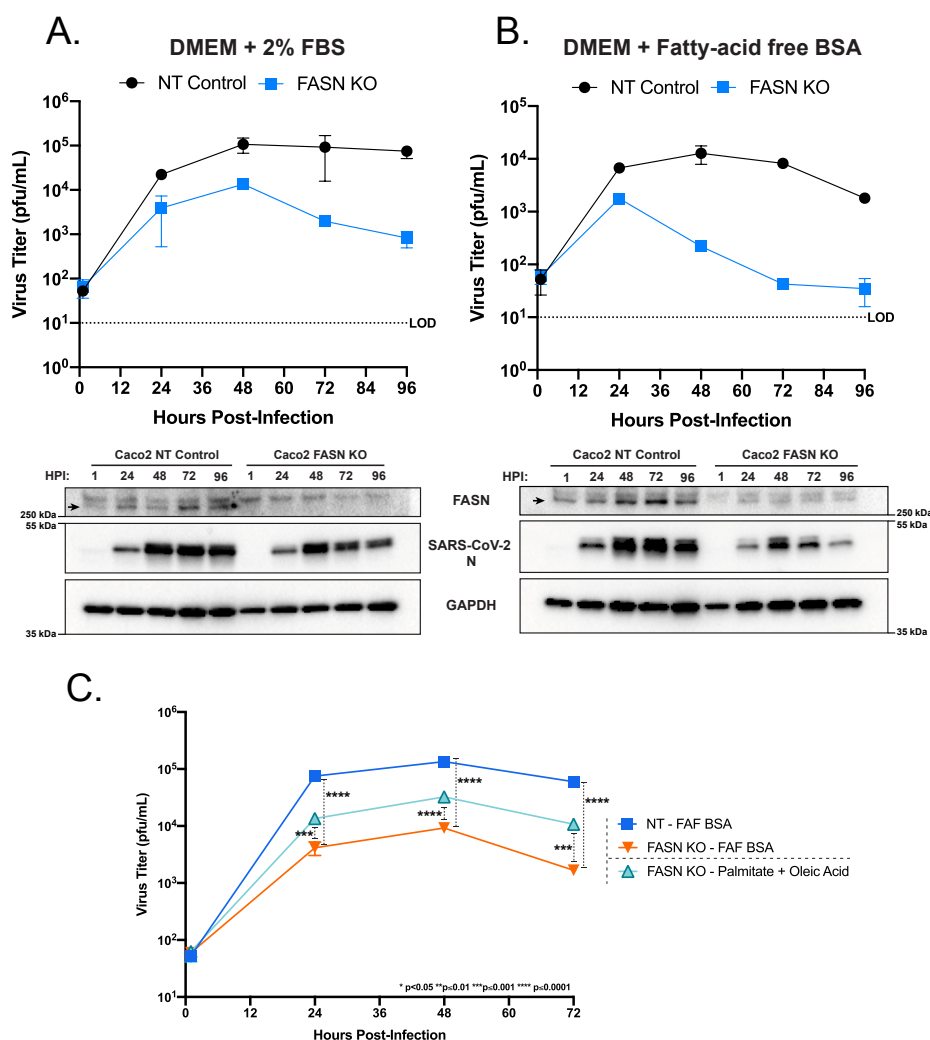 A.
DMEM + 2% FBS
NT Control FASN KO
Virus Titer (pfu/mL)
10⁶
10⁵
10⁴
10³
10²
10¹
10⁰
LOD
0 12 24 36 48 60 72 84 96
Hours Post-Infection
B.
DMEM + Fatty-acid free BSA
NT Control FASN KO
Virus Titer (pfu/mL)
10⁵
10⁴
10³
10²
10¹
10⁰
LOD
0 12 24 36 48 60 72 84 96
Hours Post-Infection
Caco2 NT Control Caco2 FASN KO
HPI: 1 24 48 72 96 1 24 48 72 96
250 kDa
55 kDa
35 kDa
FASN
SARS-CoV-2
N
GAPDH
Caco2 NT Control Caco2 FASN KO
HPI: 1 24 48 72 96 1 24 48 72 96
250 kDa
55 kDa
35 kDa
C.
Virus Titer (pfu/mL)
10⁶
10⁵
10⁴
10³
10²
10¹
****
***
****
****
****
***
NT - FAF BSA
FASN KO - FAF BSA
FASN KO - Palmitate + Oleic Acid
* p<0.05 **p≤0.01 ***p≤0.001 **** p≤0.0001
0 12 24 36 48 60 72
Hours Post-Infection